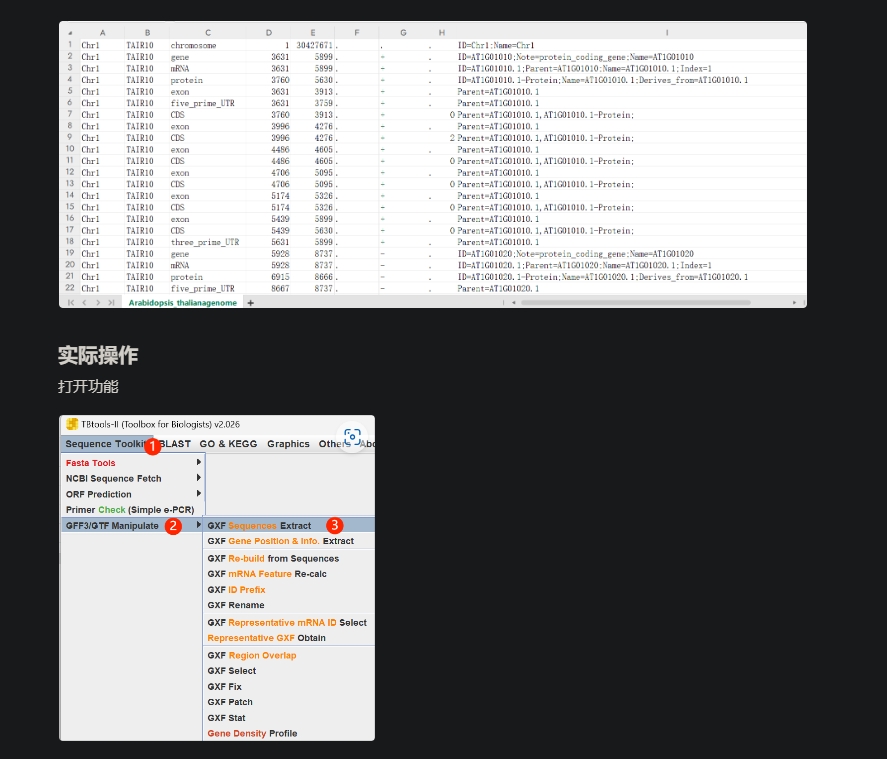 A B C D E F G H I
1 Chr1 TAIR10 chromosome 1 30427671 . . . ID=Chr1;Name=Chr1
2 Chr1 TAIR10 gene 3631 5899 . + . ID=AT1G01010;Note=protein_coding_gene;Name=AT1G01010
3 Chr1 TAIR10 mRNA 3631 5899 . + . ID=AT1G01010.1;Parent=AT1G01010;Name=AT1G01010.1;Index=1
4 Chr1 TAIR10 protein 3760 5630 . + . ID=AT1G01010.1-Protein;Name=AT1G01010.1;Derives_from=AT1G01010.1
5 Chr1 TAIR10 exon 3631 3913 . + . Parent=AT1G01010.1
6 Chr1 TAIR10 five_prime_UTR 3631 3759 . + . Parent=AT1G01010.1
7 Chr1 TAIR10 CDS 3760 3913 . + 0 Parent=AT1G01010.1,AT1G01010.1-Protein;
8 Chr1 TAIR10 exon 3996 4276 . + . Parent=AT1G01010.1
9 Chr1 TAIR10 CDS 3996 4276 . + 2 Parent=AT1G01010.1,AT1G01010.1-Protein;
10 Chr1 TAIR10 exon 4486 4605 . + . Parent=AT1G01010.1
11 Chr1 TAIR10 CDS 4486 4605 . + 0 Parent=AT1G01010.1,AT1G01010.1-Protein;
12 Chr1 TAIR10 exon 4706 5095 . + . Parent=AT1G01010.1
13 Chr1 TAIR10 CDS 4706 5095 . + 0 Parent=AT1G01010.1,AT1G01010.1-Protein;
14 Chr1 TAIR10 exon 5174 5326 . + . Parent=AT1G01010.1
15 Chr1 TAIR10 CDS 5174 5326 . + 0 Parent=AT1G01010.1,AT1G01010.1-Protein;
16 Chr1 TAIR10 exon 5439 5899 . + . Parent=AT1G01010.1
17 Chr1 TAIR10 CDS 5439 5630 . + 0 Parent=AT1G01010.1,AT1G01010.1-Protein;
18 Chr1 TAIR10 three_prime_UTR 5631 5899 . + . Parent=AT1G01010.1
19 Chr1 TAIR10 gene 5928 8737 . - . ID=AT1G01020;Note=protein_coding_gene;Name=AT1G01020
20 Chr1 TAIR10 mRNA 5928 8737 . - . ID=AT1G01020.1;Parent=AT1G01020;Name=AT1G01020.1;Index=1
21 Chr1 TAIR10 protein 6915 8666 . - . ID=AT1G01020.1-Protein;Name=AT1G01020.1;Derives_from=AT1G01020.1
22 Chr1 TAIR10 five_prime_UTR 8667 8737 . - . Parent=AT1G01020.1
Arabidopsis_thalianagenome +
实际操作
打开功能
TBtools-II (Toolbox for Biologists) v2.026
Sequence Toolkit 1 BLAST GO & KEGG Graphics Others Abo
Fasta Tools
NCBI Sequence Fetch
ORF Prediction
Primer Check (Simple e-PCR)
GFF3/GTF Manipulate 2
GXF Sequences Extract 3
GXF Gene Position & Info. Extract
GXF Re-build from Sequences
GXF mRNA Feature Re-calc
GXF ID Prefix
GXF Rename
GXF Representative mRNA ID Select
Representative GXF Obtain
GXF Region Overlap
GXF Select
GXF Fix
GXF Patch
GXF Stat
Gene Density Profile